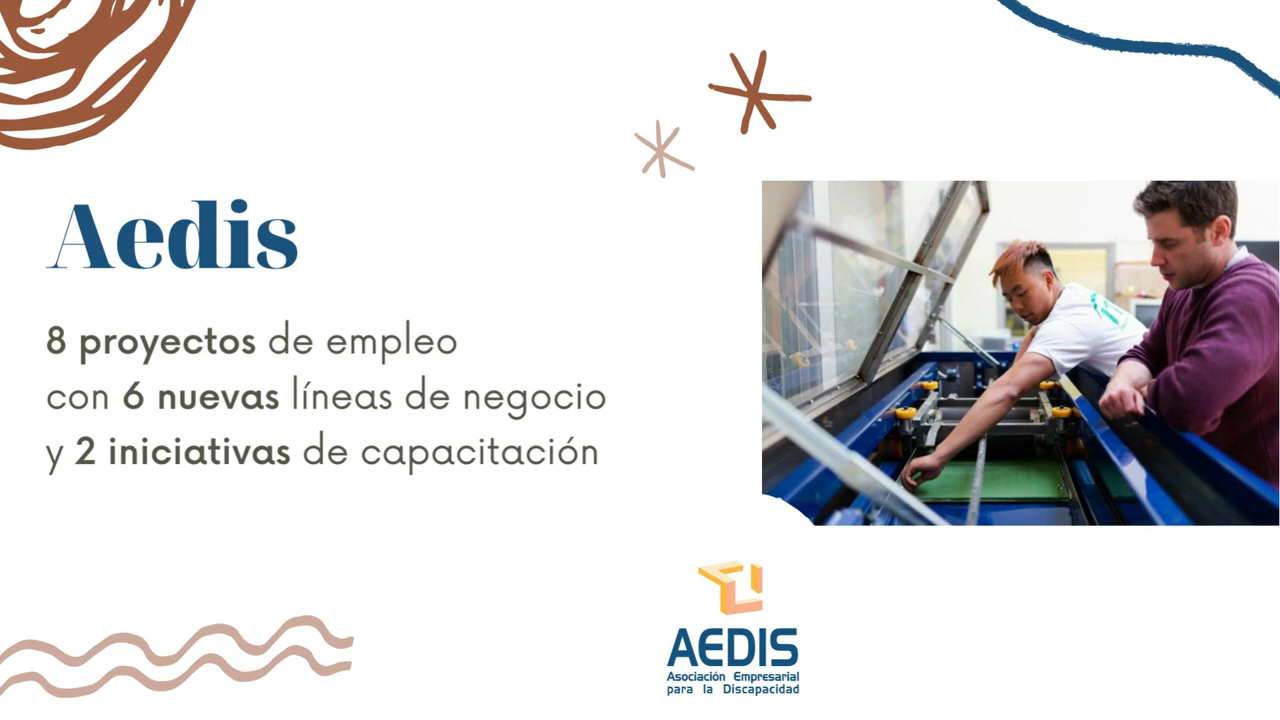 Aedis
8 proyectos de empleo
con 6 nuevas líneas de negocio
y 2 iniciativas de capacitación
AEDIS
Asociación Empresarial
para la Discapacidad